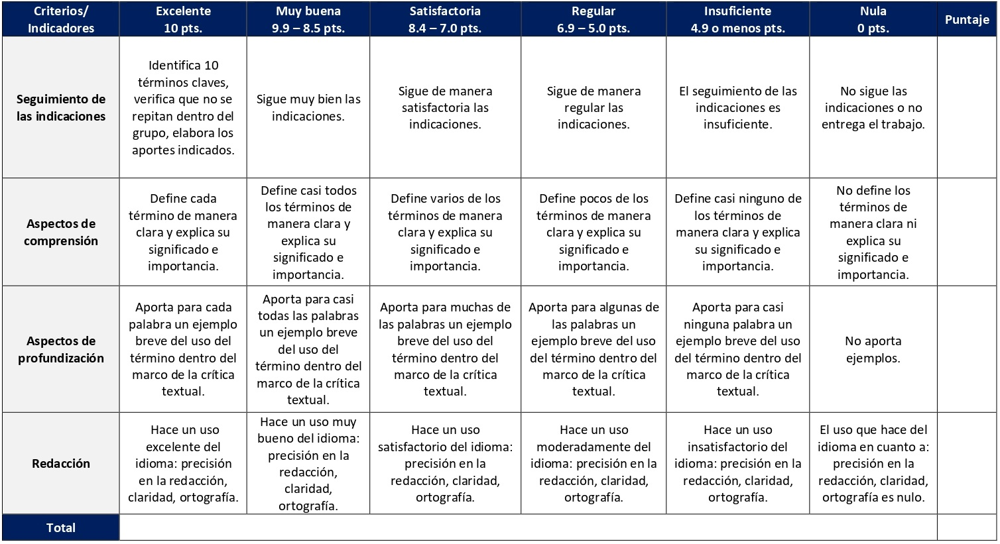 Criterios/
Indicadores
Excelente
10 pts.
Muy buena
9.9 – 8.5 pts.
Satisfactoria
8.4 – 7.0 pts.
Regular
6.9 – 5.0 pts.
Insuficiente
4.9 o menos pts.
Nula
0 pts.
Puntaje
Seguimiento de
las indicaciones
Identifica 10
términos claves,
verifica que no se
repitan dentro del
grupo, elabora los
aportes indicados.
Sigue muy bien las
indicaciones.
Sigue de manera
satisfactoria las
indicaciones.
Sigue de manera
regular las
indicaciones.
El seguimiento de las
indicaciones es
insuficiente.
No sigue las
indicaciones o no
entrega el trabajo.
Aspectos de
comprensión
Define cada
término de manera
clara y explica su
significado e
importancia.
Define casi todos
los términos de
manera clara y
explica su
significado e
importancia.
Define varios de los
términos de manera
clara y explica su
significado e
importancia.
Define pocos de los
términos de manera
clara y explica su
significado e
importancia.
Define casi ninguno de
los términos de
manera clara y explica
su significado e
importancia.
No define los
términos de
manera clara ni
explica su
significado e
importancia.
Aspectos de
profundización
Aporta para cada
palabra un ejemplo
breve del uso del
término dentro del
marco de la crítica
textual.
Aporta para casi
todas las palabras
un ejemplo breve
del uso del
término dentro del
marco de la crítica
textual.
Aporta para muchas de
las palabras un ejemplo
breve del uso del
término dentro del
marco de la crítica
textual.
Aporta para algunas de
las palabras un
ejemplo breve del uso
del término dentro del
marco de la crítica
textual.
Aporta para casi
ninguna palabra un
ejemplo breve del uso
del término dentro del
marco de la crítica
textual.
No aporta
ejemplos.
Redacción
Hace un uso
excelente del
idioma: precisión
en la redacción,
claridad, ortografía.
Hace un uso muy
bueno del idioma:
precisión en la
redacción,
claridad,
ortografía.
Hace un uso
satisfactorio del idioma:
precisión en la
redacción, claridad,
ortografía.
Hace un uso
moderadamente del
idioma: precisión en la
redacción, claridad,
ortografía.
Hace un uso
insatisfactorio del
idioma: precisión en la
redacción, claridad,
ortografía.
El uso que hace del
idioma en cuanto a:
precisión en la
redacción, claridad,
ortografía es nulo.
Total